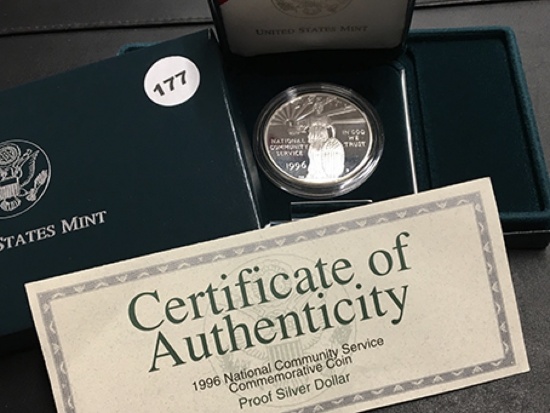 UNITED STATES MINT
177
STATES MINT
NATIONAL
COMMUNITY
SERVICE
1996
IN GOD
WE
TRUST
Certificate of
Authenticity
1996 National Community Service
Commemorative Coin
Proof Silver Dollar